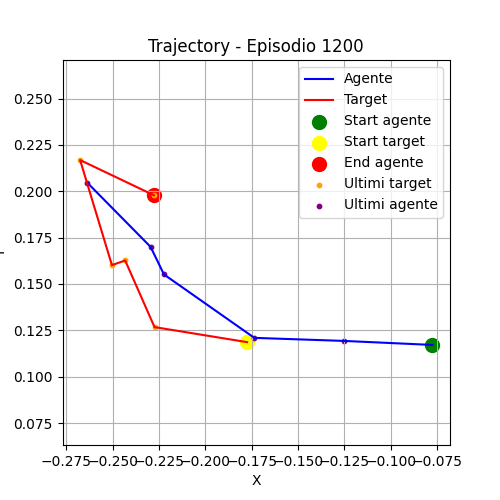 Trajectory - Episodio 1200
Agente
Target
Start agente
Start target
End agente
Ultimi target
Ultimi agente
0.250
0.225
0.200
0.175
0.150
0.125
0.100
0.075
−0.275 −0.250 −0.225 −0.200 −0.175 −0.150 −0.125 −0.100 −0.075
X